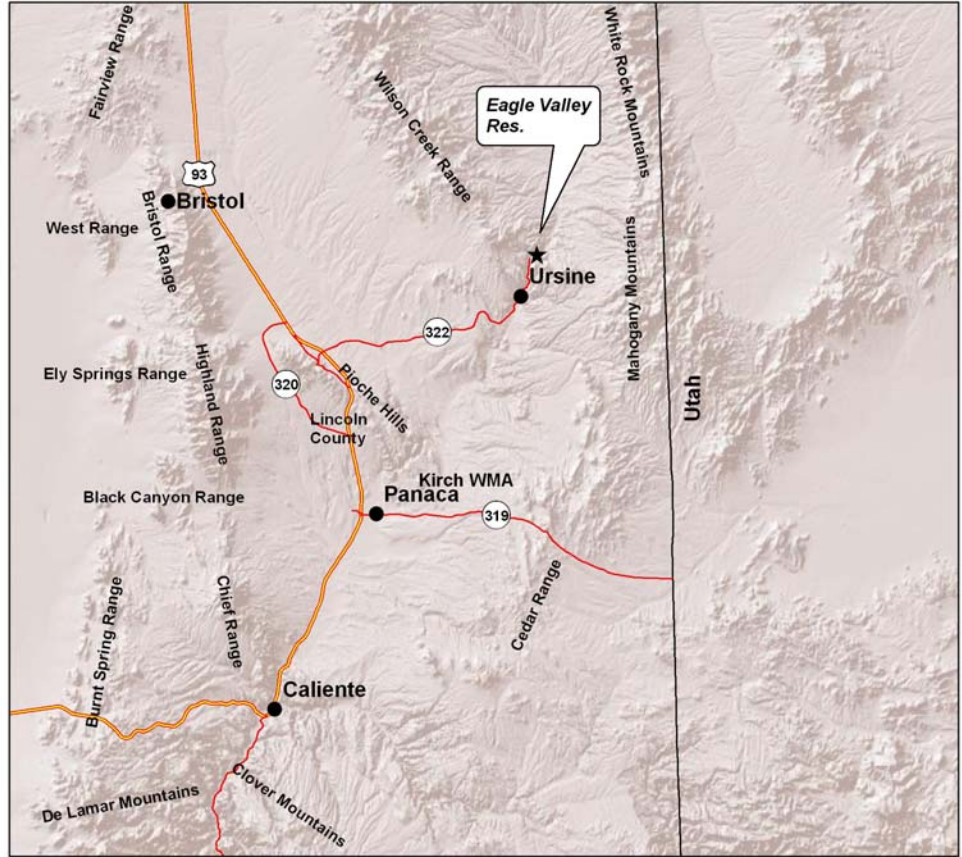 Fairview Range
White Rock Mountains
Wilson Creek Range
Eagle Valley
Res.
93
Bristol
Bristol Range
West Range
Mahogany Mountains
Ursine
322
Ely Springs Range
Highland Range
320
Pioche Hills
Lincoln
County
Utah
Black Canyon Range
Kirch WMA
Panaca
319
Burnt Spring Range
Chief Range
Cedar Range
Caliente
De Lamar Mountains
Clover Mountains